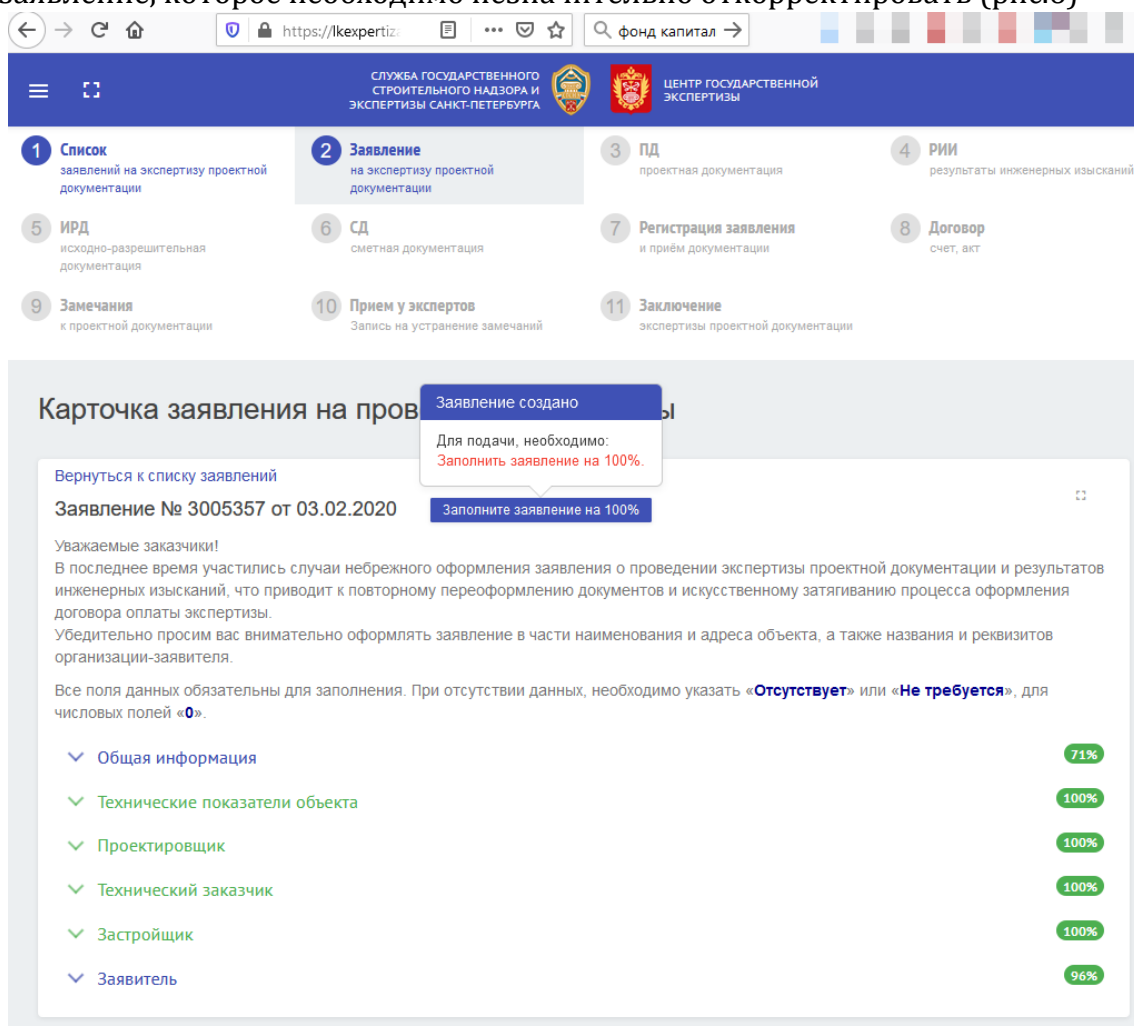 заявление, которое необходимо незначительно откорректировать (рис.8)
https://lkexpertiz
фонд капитал →
СЛУЖБА ГОСУДАРСТВЕННОГО
СТРОИТЕЛЬНОГО НАДЗОРА И
ЭКСПЕРТИЗЫ САНКТ-ПЕТЕРБУРГА
ЦЕНТР ГОСУДАРСТВЕННОЙ
ЭКСПЕРТИЗЫ
1 Список
заявлений на экспертизу проектной
документации
2 Заявление
на экспертизу проектной
документации
3 ПД
проектная документация
4 РИИ
результаты инженерных изысканий
5 ИРД
исходно-разрешительная
документация
6 СД
сметная документация
7 Регистрация заявления
и приём документации
8 Договор
счет, акт
9 Замечания
к проектной документации
10 Прием у экспертов
Запись на устранение замечаний
11 Заключение
экспертизы проектной документации
Карточка заявления на пров
ы
Заявление создано
Для подачи, необходимо:
Заполнить заявление на 100%.
Вернуться к списку заявлений
Заявление № 3005357 от 03.02.2020
Заполните заявление на 100%
Уважаемые заказчики!
В последнее время участились случаи небрежного оформления заявления о проведении экспертизы проектной документации и результатов
инженерных изысканий, что приводит к повторному переоформлению документов и искусственному затягиванию процесса оформления
договора оплаты экспертизы.
Убедительно просим вас внимательно оформлять заявление в части наименования и адреса объекта, а также названия и реквизитов
организации-заявителя.
Все поля данных обязательны для заполнения. При отсутствии данных, необходимо указать «Отсутствует» или «Не требуется», для
числовых полей «0».
Общая информация 71%
Технические показатели объекта 100%
Проектировщик 100%
Технический заказчик 100%
Застройщик 100%
Заявитель 96%